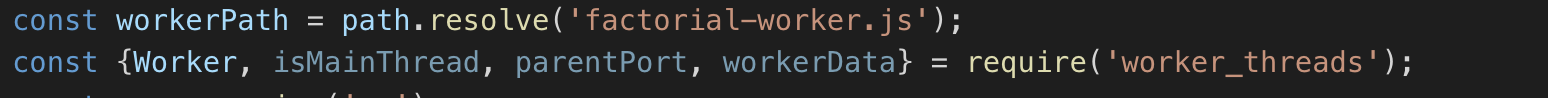 const workerPath = path.resolve('factorial-worker.js');
const {Worker, isMainThread, parentPort, workerData} = require('worker_threads');